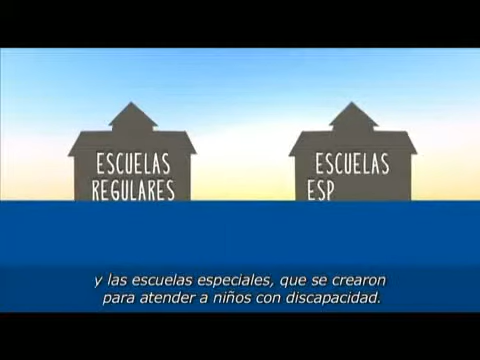 ESCUELAS
REGULARES
ESCUELAS
ESP
y las escuelas especiales, que se crearon
para atender a niños con discapacidad.